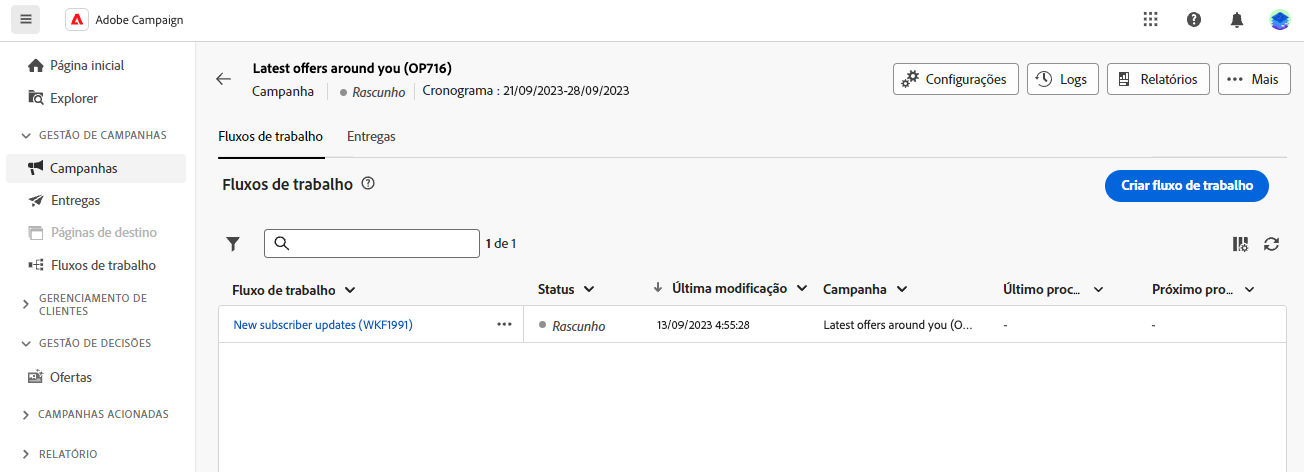 Adobe Campaign
Página inicial
Explorer
GESTÃO DE CAMPANHAS
Campanhas
Entregas
Páginas de destino
Fluxos de trabalho
GERENCIAMENTO DE
CLIENTES
GESTÃO DE DECISÕES
Ofertas
CAMPANHAS ACIONADAS
RELATÓRIO
Latest offers around you (OP716)
Campanha Rascunho Cronograma : 21/09/2023-28/09/2023
Configurações Logs Relatórios Mais
Fluxos de trabalho Entregas
Fluxos de trabalho
Criar fluxo de trabalho
1 de 1
Fluxo de trabalho Status Última modificação Campanha Último proc... Próximo pro...
New subscriber updates (WKF1991) Rascunho 13/09/2023 4:55:28 Latest offers around you (O... - -